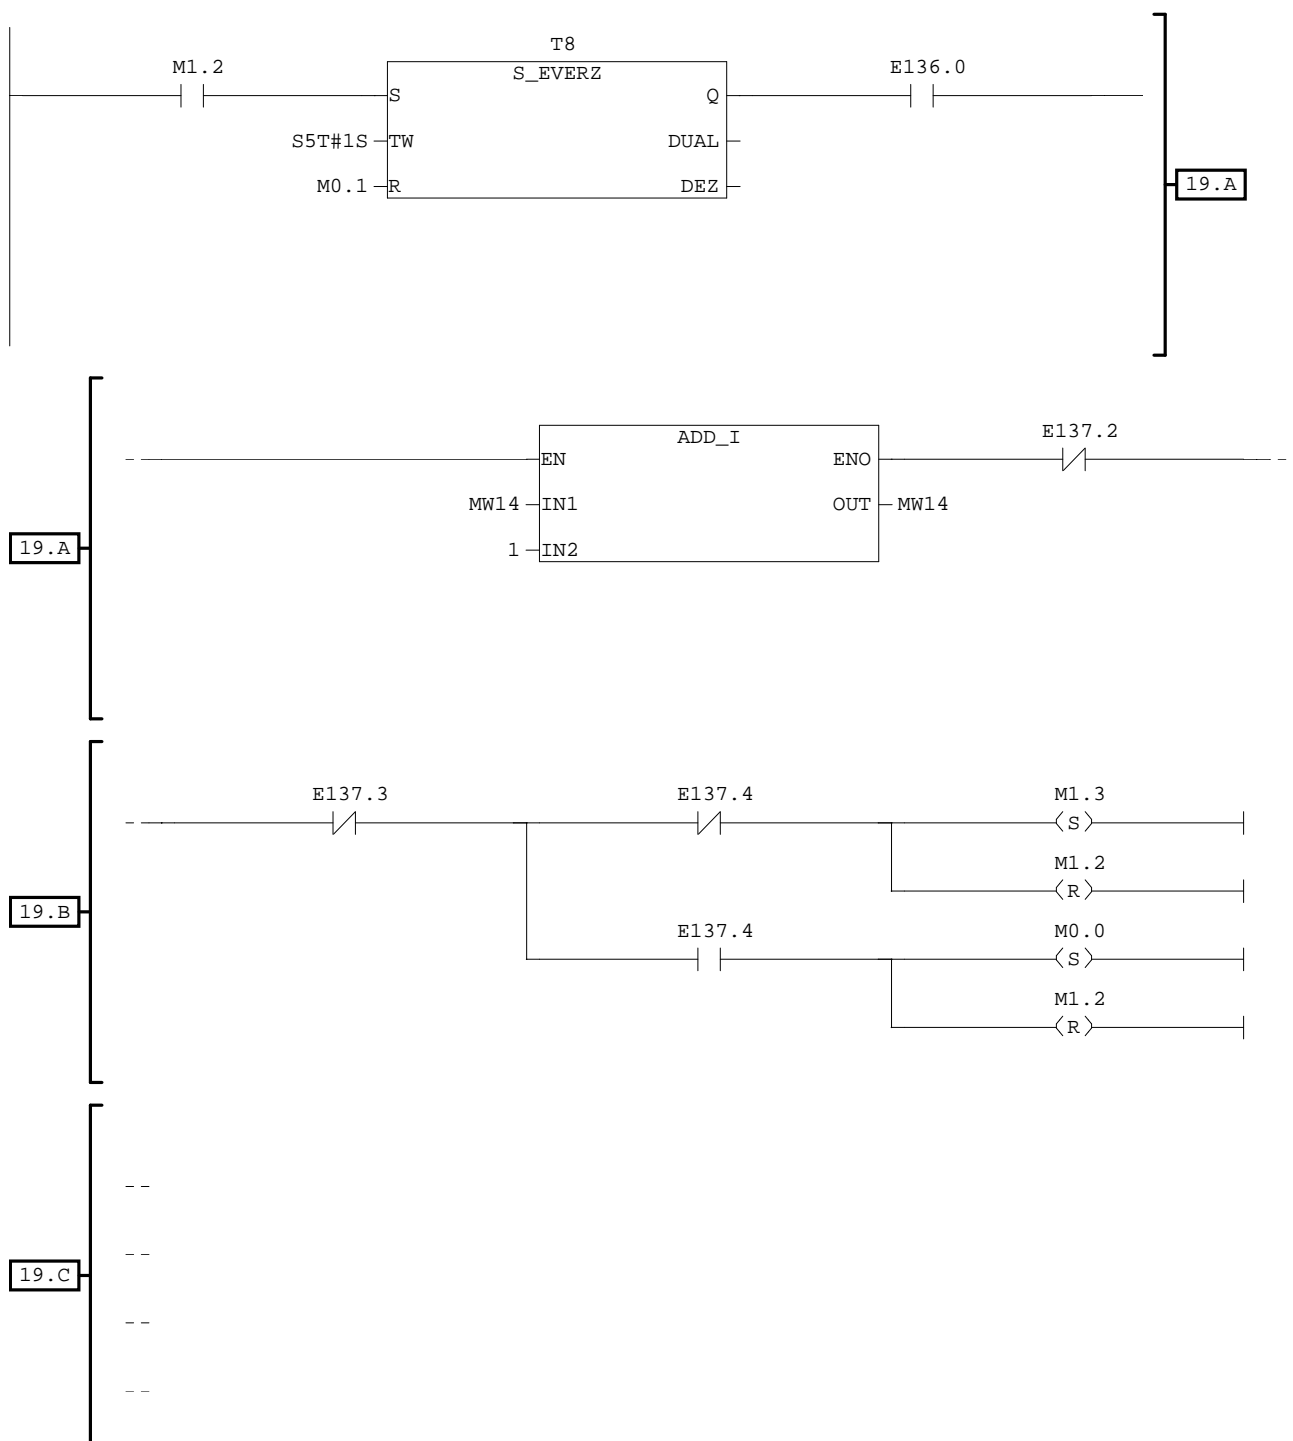 T8
M1.2 S_EVERZ E136.0
S Q
S5T#1S TW DUAL
M0.1 R DEZ
19.A
ADD_I E137.2
EN ENO
MW14 IN1 OUT MW14
19.A
1 IN2
E137.3 E137.4 M1.3
S
M1.2
R
19.B
E137.4 M0.0
S
M1.2
R
19.C